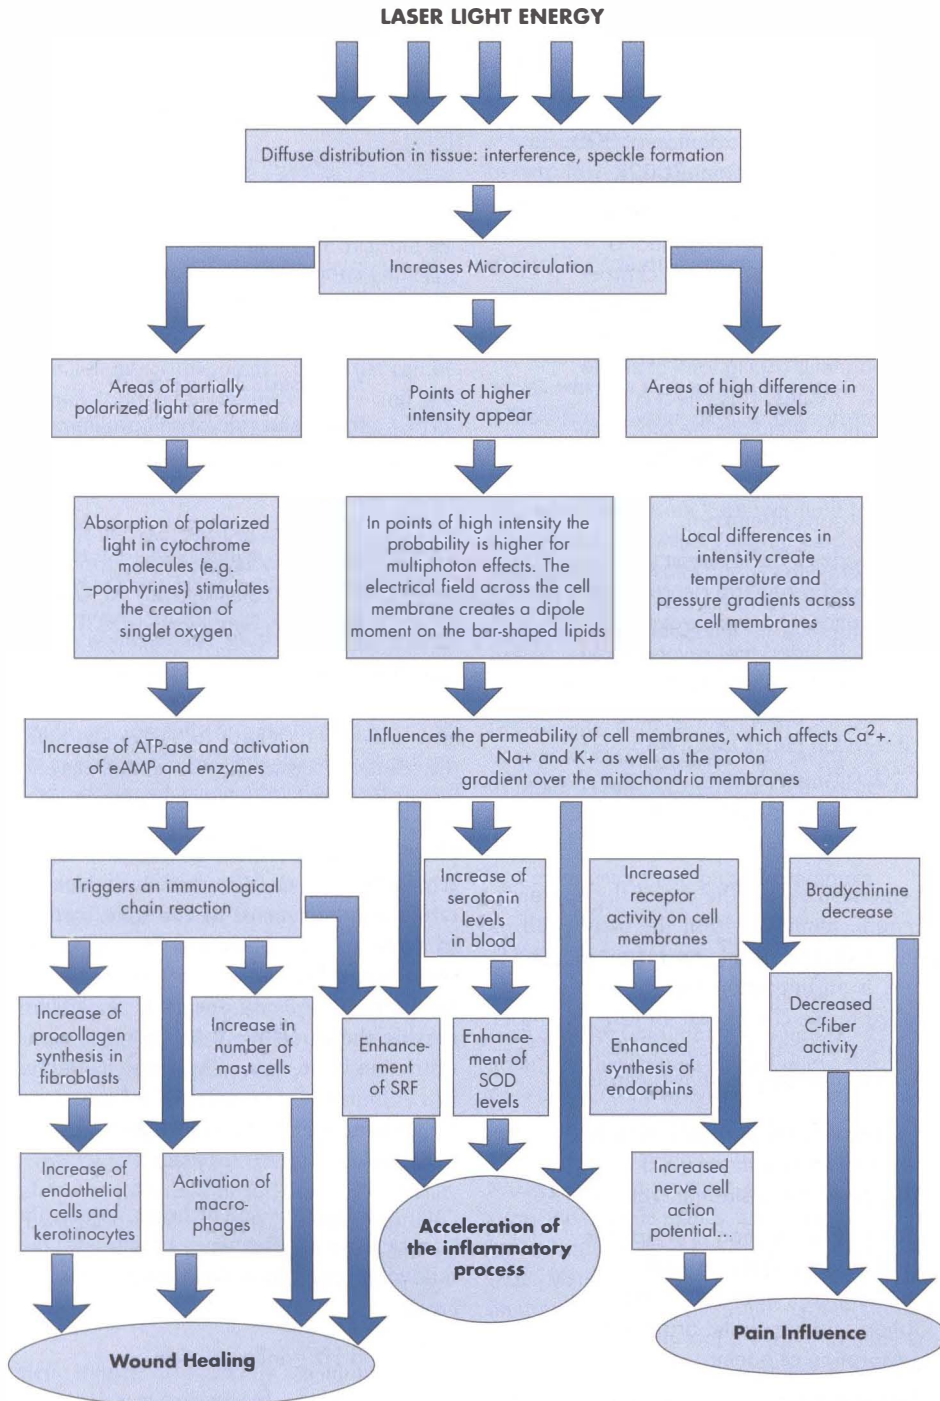 LASER LIGHT ENERGY
Diffuse distribution in tissue: interference, speckle formation
Increases Microcirculation
Areas of partially
polarized light are formed
Points of higher
intensity appear
Areas of high difference in
intensity levels
Absorption of polarized
light in cytochrome
molecules (e.g.
–porphyrines) stimulates
the creation of
singlet oxygen
In points of high intensity the
probability is higher for
multiphoton effects. The
electrical field across the cell
membrane creates a dipole
moment on the bar-shaped lipids
Local differences in
intensity create
temperature and
pressure gradients across
cell membranes
Increase of ATP-ase and activation
of eAMP and enzymes
Influences the permeability of cell membranes, which affects Ca²+.
Na+ and K+ as well as the proton
gradient over the mitochondria membranes
Triggers an immunological
chain reaction
Increase of
serotonin
levels
in blood
Increased
receptor
activity on cell
membranes
Bradychinine
decrease
Increase of
procollagen
synthesis in
fibroblasts
Increase in
number of
mast cells
Enhance-
ment
of SRF
Enhance-
ment of
SOD
levels
Enhanced
synthesis of
endorphins
Decreased
C-fiber
activity
Increase of
endothelial
cells and
kerotinocytes
Activation of
macro-
phages
Acceleration of
the inflammatory
process
Increased
nerve cell
action
potential...
Wound Healing
Pain Influence